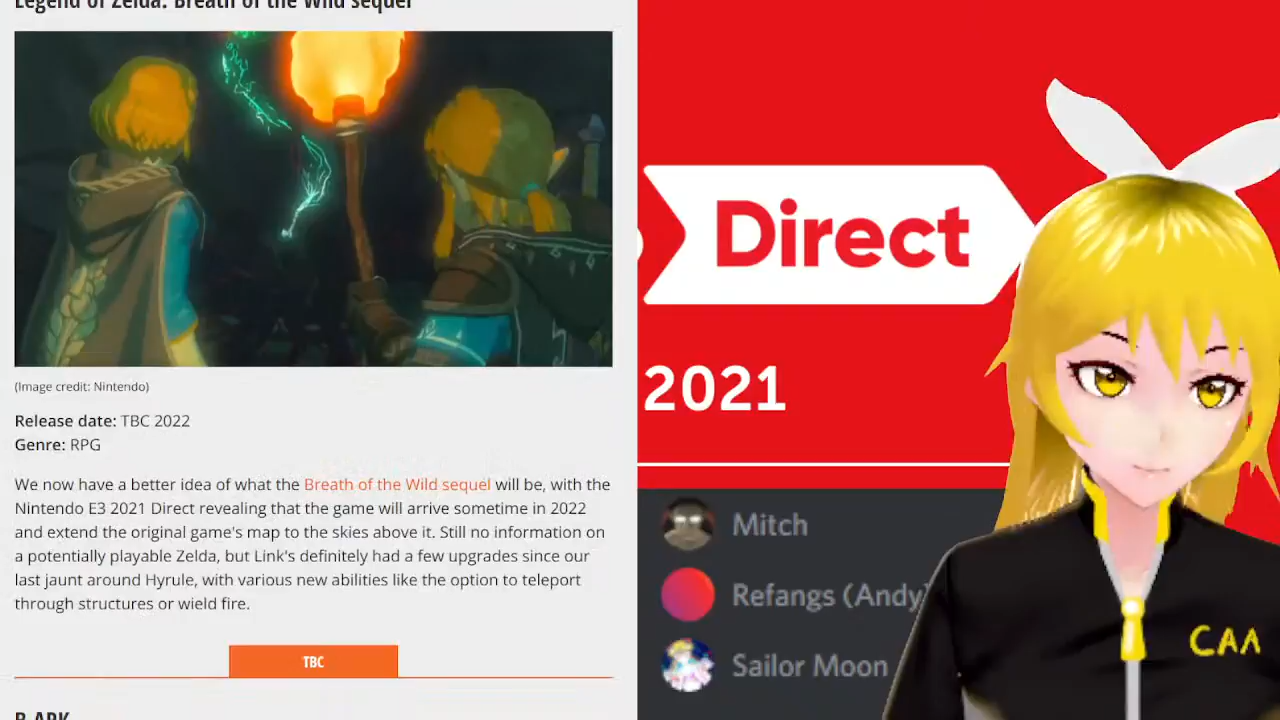 Legend of Zelda: Breath of the Wild sequel
(Image credit: Nintendo)
Release date: TBC 2022
Genre: RPG
We now have a better idea of what the Breath of the Wild sequel will be, with the
Nintendo E3 2021 Direct revealing that the game will arrive sometime in 2022
and extend the original game's map to the skies above it. Still no information on
a potentially playable Zelda, but Link's definitely had a few upgrades since our
last jaunt around Hyrule, with various new abilities like the option to teleport
through structures or wield fire.
TBC
Direct
2021
Mitch
Refangs (Andy)
Sailor Moon
CAA